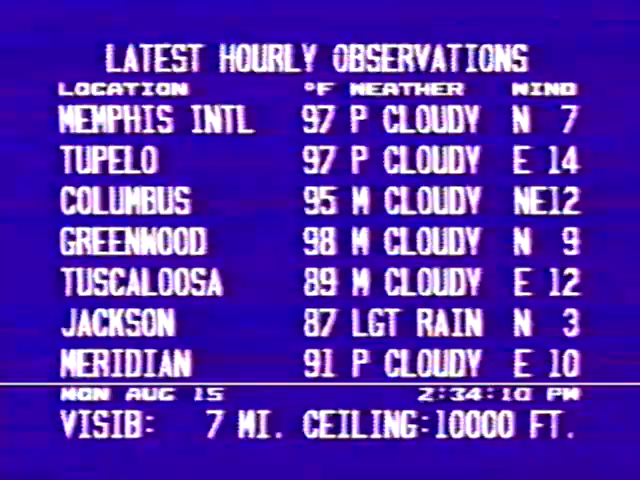 LATEST HOURLY OBSERVATIONS
LOCATION °F WEATHER WIND
MEMPHIS INTL 97 P CLOUDY N 7
TUPELO 97 P CLOUDY E 14
COLUMBUS 95 M CLOUDY NE12
GREENWOOD 98 M CLOUDY N 9
TUSCALOOSA 89 M CLOUDY E 12
JACKSON 87 LGT RAIN N 3
MERIDIAN 91 P CLOUDY E 10
MON AUG 15 2:34:10 PM
VISIB: 7 MI. CEILING:10000 FT.